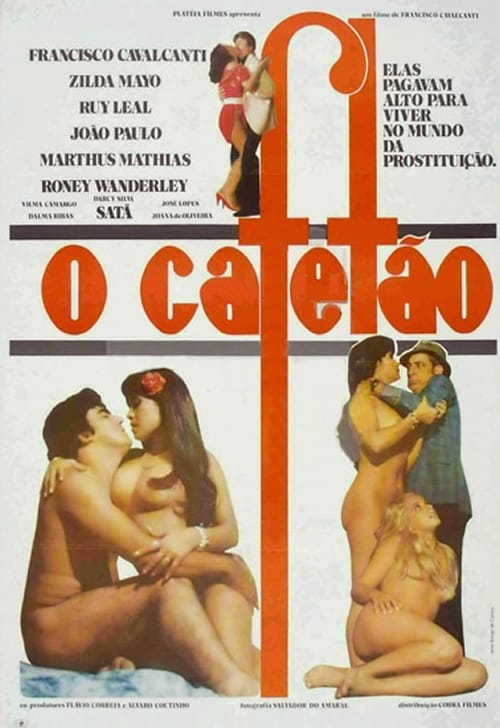 PLATÉIA FILMES apresenta
um filme de FRANCISCO CAVALCANTI
FRANCISCO CAVALCANTI
ZILDA MAYO
RUY LEAL
JOÃO PAULO
MARTHUS MATHIAS
RONEY WANDERLEY
VILMA CAMARGO
DARCY SILVA
JOSÉ LOPES
DALMA RIBAS
SATÃ
JOANA de OLIVEIRA
ELAS
PAGAVAM
ALTO PARA
VIVER
NO MUNDO
DA
PROSTITUIÇÃO.
O cafetão
co produtores FLÁVIO CORREIA e ÁLVARO COUTINHO
fotografia SALVADOR DO AMARAL
distribuição COBRA FILMES